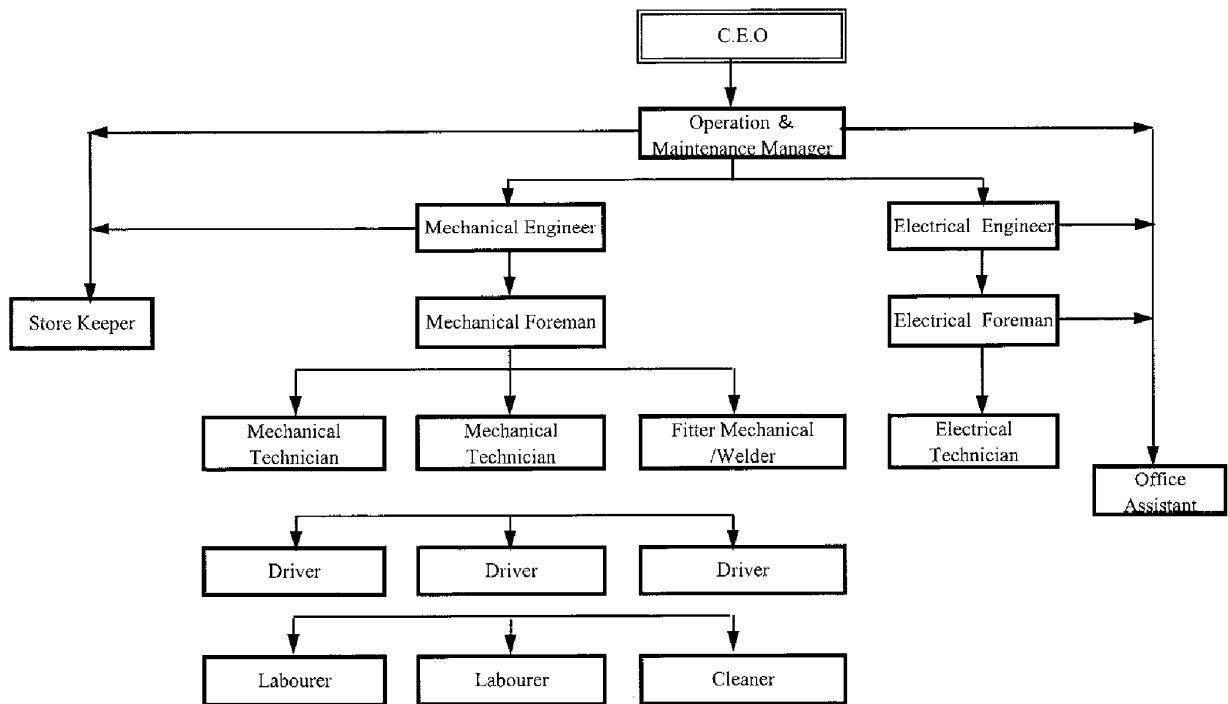 C.E.O
Operation &
Maintenance Manager
Mechanical Engineer
Electrical Engineer
Store Keeper
Mechanical Foreman
Electrical Foreman
Mechanical
Technician
Mechanical
Technician
Fitter Mechanical
/Welder
Electrical
Technician
Office
Assistant
Driver
Driver
Driver
Labourer
Labourer
Cleaner